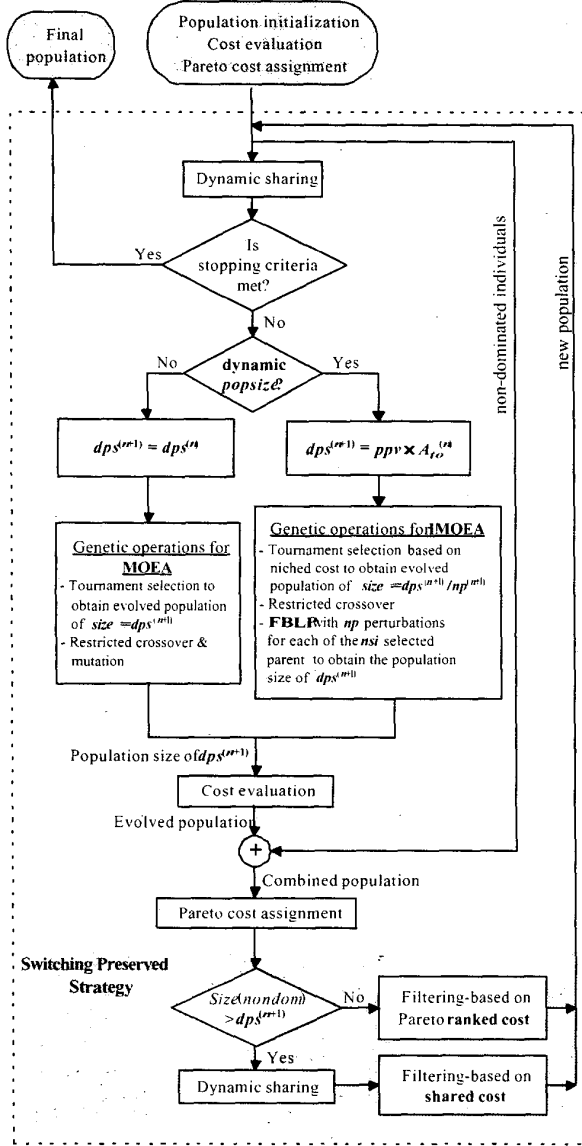 Final
population
Population initialization
Cost evaluation
Pareto cost assignment
Dynamic sharing
Is
stopping criteria
met?
Yes
No
dynamic
popsize?
No
Yes
dps(n+1) = dps(n)
dps(n+1) = ppv × A_to(n)
Genetic operations for
MOEA
- Tournament selection to
obtain evolved population
of size =dps(n+1)
- Restricted crossover &
mutation
Genetic operations for IMOEA
- Tournament selection based on
niched cost to obtain evolved
population of size =dps(n+1)/np(n+1)
- Restricted crossover
- FBLP with np perturbations
for each of the nsi selected
parent to obtain the population
size of dps(n+1)
non-dominated individuals
new population
Population size of dps(n+1)
Cost evaluation
Evolved population
+
Combined population
Pareto cost assignment
Switching Preserved
Strategy
Size(nondom)
>dps(n+1)
No
Filtering-based on
Pareto ranked cost
Yes
Dynamic sharing
Filtering-based on
shared cost